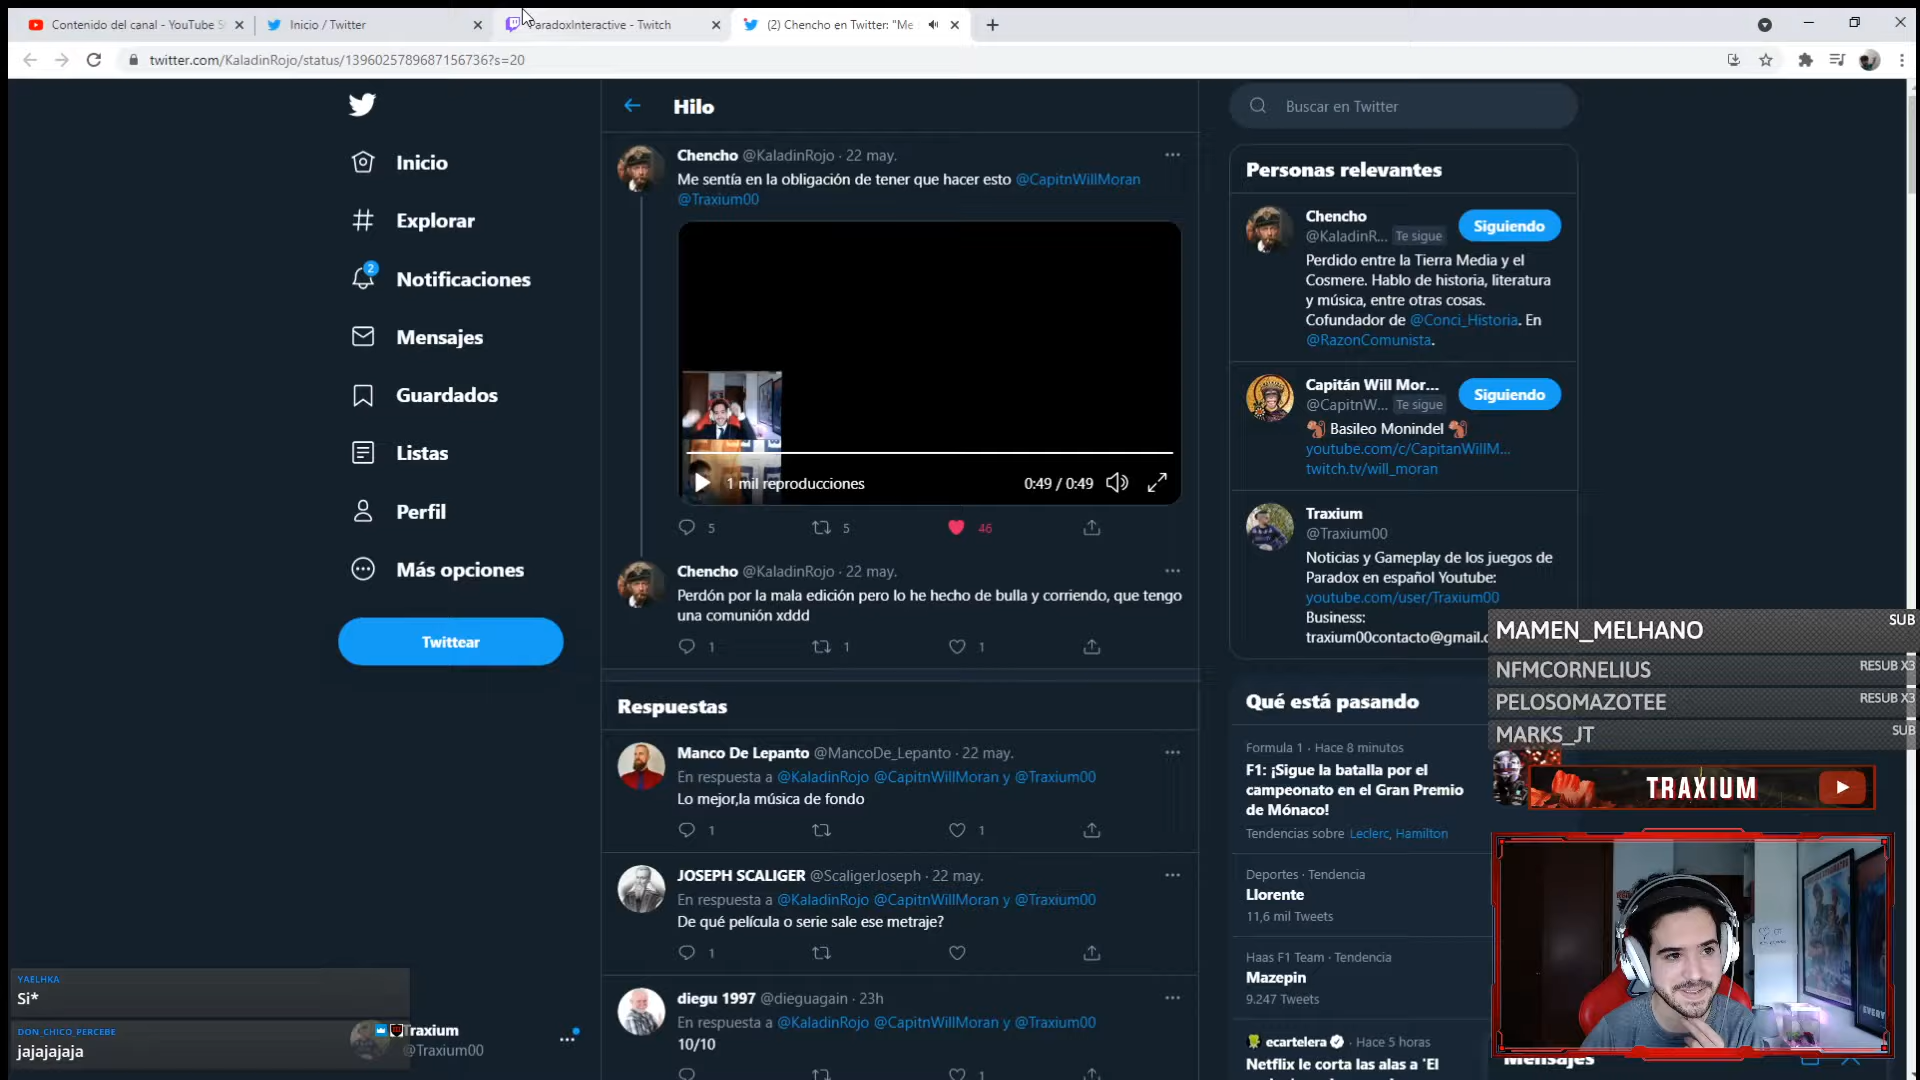 Contenido del canal - YouTube S
Inicio / Twitter
ParadoxInteractive - Twitch
(2) Chencho en Twitter: "Me
twitter.com/KaladinRojo/status/1396025789687156736?s=20
Inicio
Explorar
2
Notificaciones
Mensajes
Guardados
Listas
Perfil
Más opciones
Twittear
Hilo
Chencho @KaladinRojo · 22 may.
Me sentía en la obligación de tener que hacer esto @CapitnWillMoran
@Traxium00
1 mil reproducciones
0:49 / 0:49
5
5
46
Chencho @KaladinRojo · 22 may.
Perdón por la mala edición pero lo he hecho de bulla y corriendo, que tengo
una comunión xddd
1
1
1
Respuestas
Manco De Lepanto @MancoDe_Lepanto · 22 may.
En respuesta a @KaladinRojo @CapitnWillMoran y @Traxium00
Lo mejor,la música de fondo
1
1
JOSEPH SCALIGER @ScaligerJoseph · 22 may.
En respuesta a @KaladinRojo @CapitnWillMoran y @Traxium00
De qué película o serie sale ese metraje?
1
diegu 1997 @dieguagain · 23h
En respuesta a @KaladinRojo @CapitnWillMoran y @Traxium00
10/10
Buscar en Twitter
Personas relevantes
Chencho
@KaladinR... Te sigue
Siguiendo
Perdido entre la Tierra Media y el
Cosmere. Hablo de historia, literatura
y música, entre otras cosas.
Cofundador de @Conci_Historia. En
@RazonComunista.
Capitán Will Mor...
@CapitnW... Te sigue
Siguiendo
Basileo Monindel
youtube.com/c/CapitanWillM...
twitch.tv/will_moran
Traxium
@Traxium00
Noticias y Gameplay de los juegos de
Paradox en español Youtube:
youtube.com/user/Traxium00
Business:
traxium00contacto@gmail.c
Qué está pasando
Formula 1 · Hace 8 minutos
F1: ¡Sigue la batalla por el
campeonato en el Gran Premio
de Mónaco!
Tendencias sobre Leclerc, Hamilton
Deportes · Tendencia
Llorente
11,6 mil Tweets
Haas F1 Team · Tendencia
Mazepin
9.247 Tweets
ecartelera · Hace 5 horas
Netflix le corta las alas a 'El
Mensajes
MAMEN_MELHANO SUB
NFMCORNELIUS RESUB X3
PELOSOMAZOTEE RESUB X3
MARKS_JT SUB
TRAXIUM
YAELHKA
Si*
DON_CHICO_PERCEBE
jajajajaja
Traxium
@Traxium00